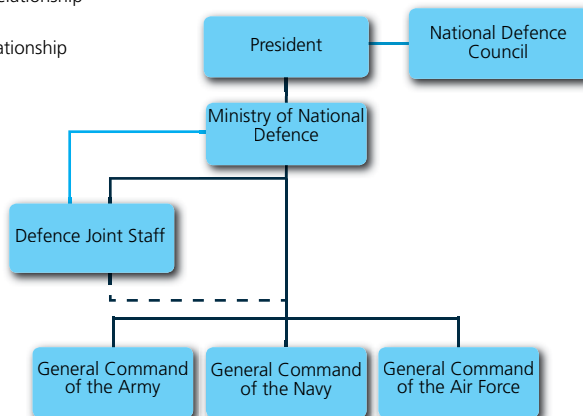 elationship
ationship
President
National Defence
Council
Ministry of National
Defence
Defence Joint Staff
General Command
of the Army
General Command
of the Navy
General Command
of the Air Force